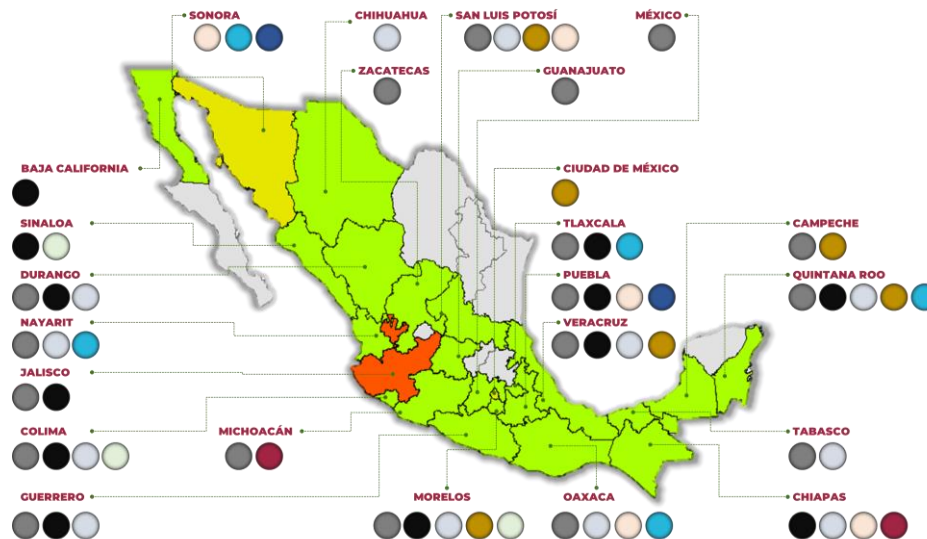 SONORA
CHIHUAHUA
SAN LUIS POTOSÍ
MÉXICO
ZACATECAS
GUANAJUATO
BAJA CALIFORNIA
CIUDAD DE MÉXICO
SINALOA
TLAXCALA
CAMPECHE
DURANGO
PUEBLA
QUINTANA ROO
NAYARIT
VERACRUZ
JALISCO
COLIMA
MICHOACÁN
TABASCO
GUERRERO
MORELOS
OAXACA
CHIAPAS